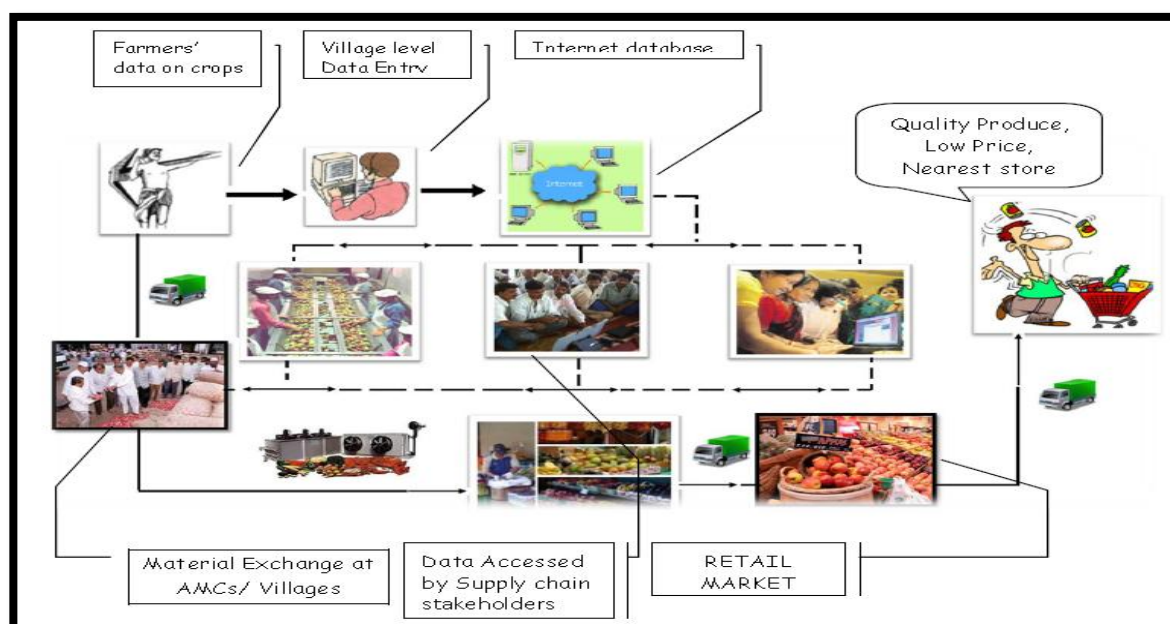 Farmers'
data on crops
Village level
Data Entry
Internet database
Quality Produce,
Low Price,
Nearest store
Internet
Material Exchange at
AMCs/ Villages
Data Accessed
by Supply chain
stakeholders
RETAIL
MARKET